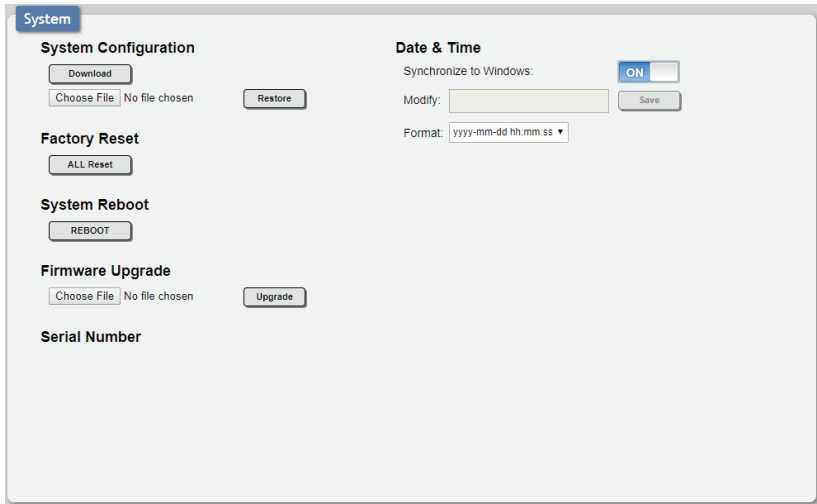 System
System Configuration
Download
Choose File No file chosen Restore
Factory Reset
ALL Reset
System Reboot
REBOOT
Firmware Upgrade
Choose File No file chosen Upgrade
Serial Number
Date & Time
Synchronize to Windows: ON
Modify: Save
Format: yyyy-mm-dd hh:mm:ss